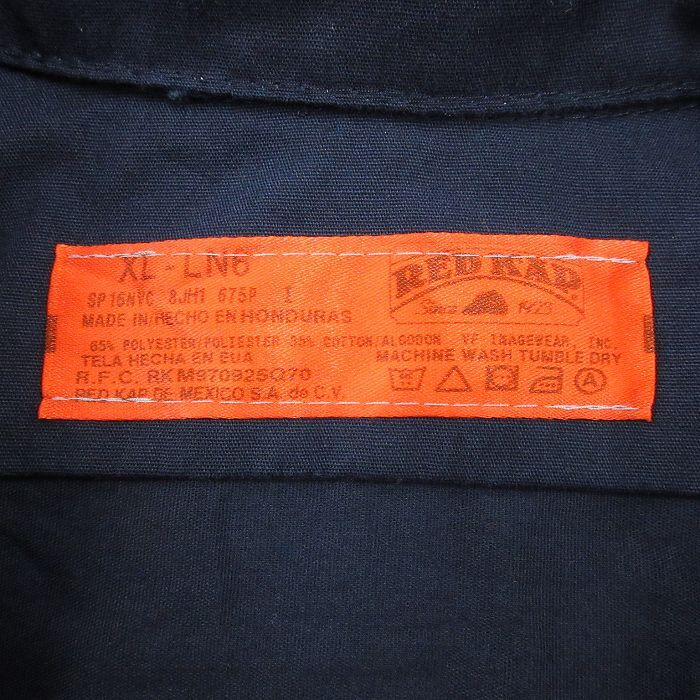 XL-LN6
SP16NVC 8JH1 675P I
MADE IN/HECHO EN HONDURAS
RED KAP
Since 1923
65% POLYESTER/POLIESTER 35% COTTON/ALGODON - VF IMAGEWEAR, INC.
TELA HECHA EN EUA MACHINE WASH TUMBLE DRY
R.F.C. RKM970925Q70
RED KAP DE MEXICO S.A. de C.V.
A